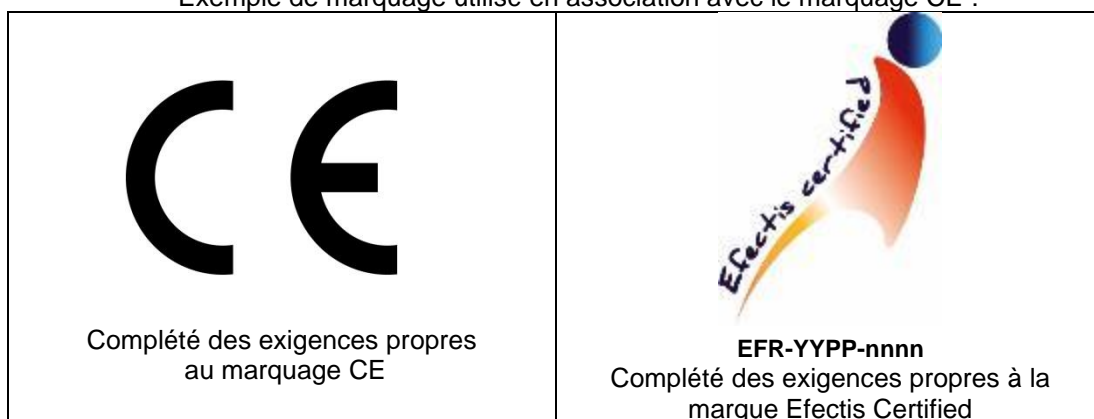 Exemple de marquage utilisé en association avec le marquage CE :
CE
Complété des exigences propres
au marquage CE
Efectis certified
EFR-YYPP-nnnn
Complété des exigences propres à la
marque Efectis Certified